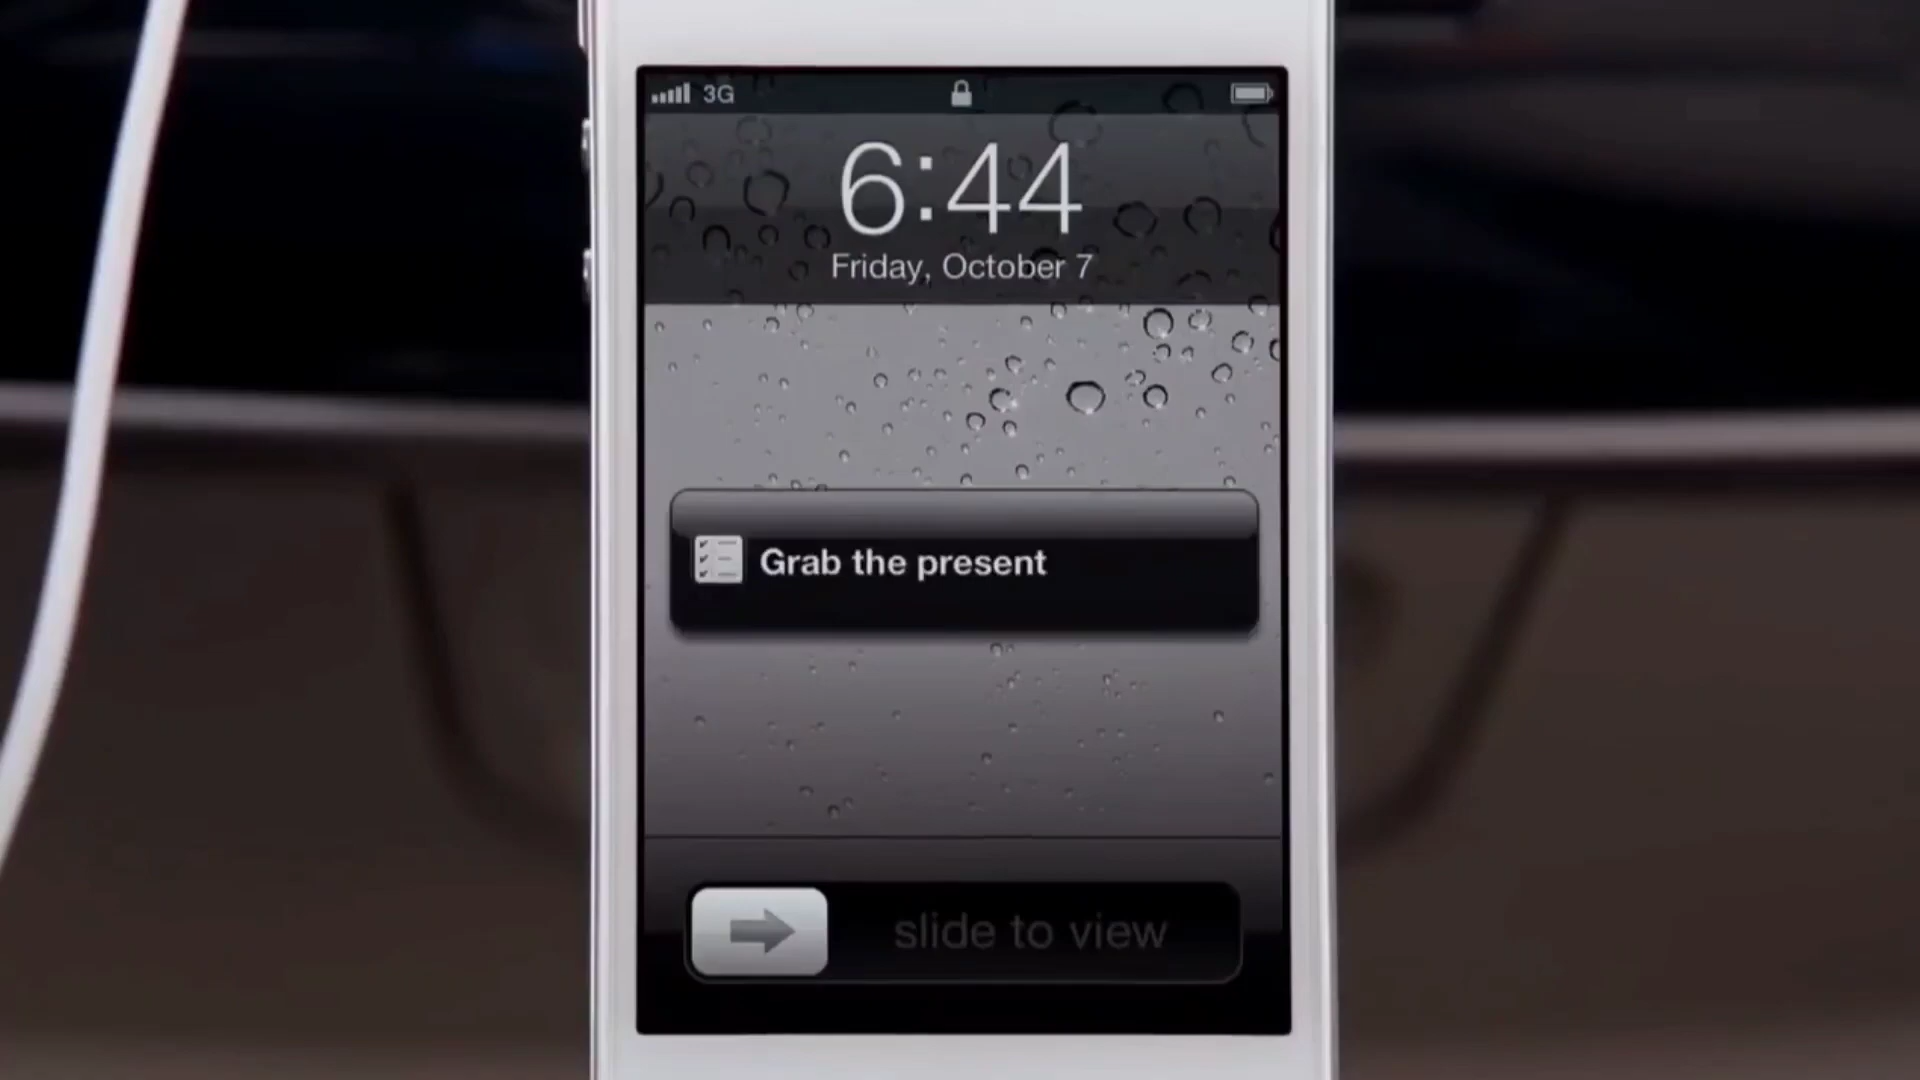 3G
6:44
Friday, October 7
Grab the present
slide to view